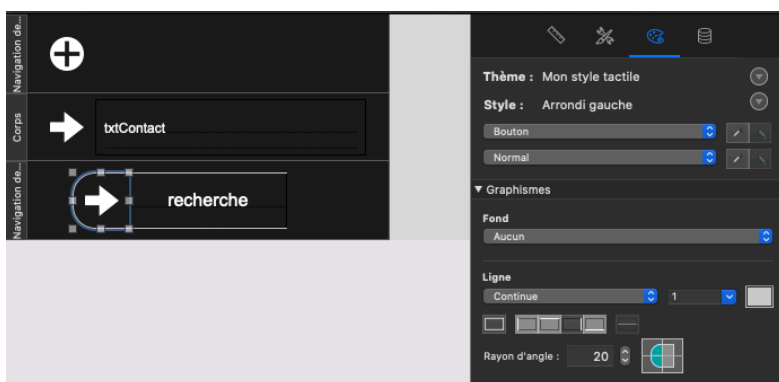 Navigation de...
Corps
txtContact
Navigation de...
recherche
Thème : Mon style tactile
Style : Arrondi gauche
Bouton
Normal
Graphismes
Fond
Aucun
Ligne
Continue 1
Rayon d'angle : 20